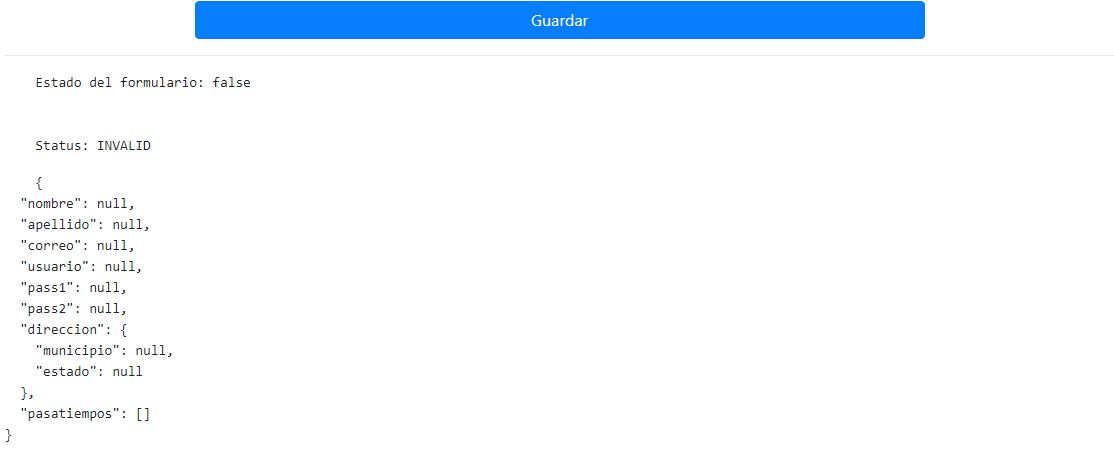 Guardar
Estado del formulario: false
Status: INVALID
{
"nombre": null,
"apellido": null,
"correo": null,
"usuario": null,
"pass1": null,
"pass2": null,
"direccion": {
"municipio": null,
"estado": null
},
"pasatiempos": []
}